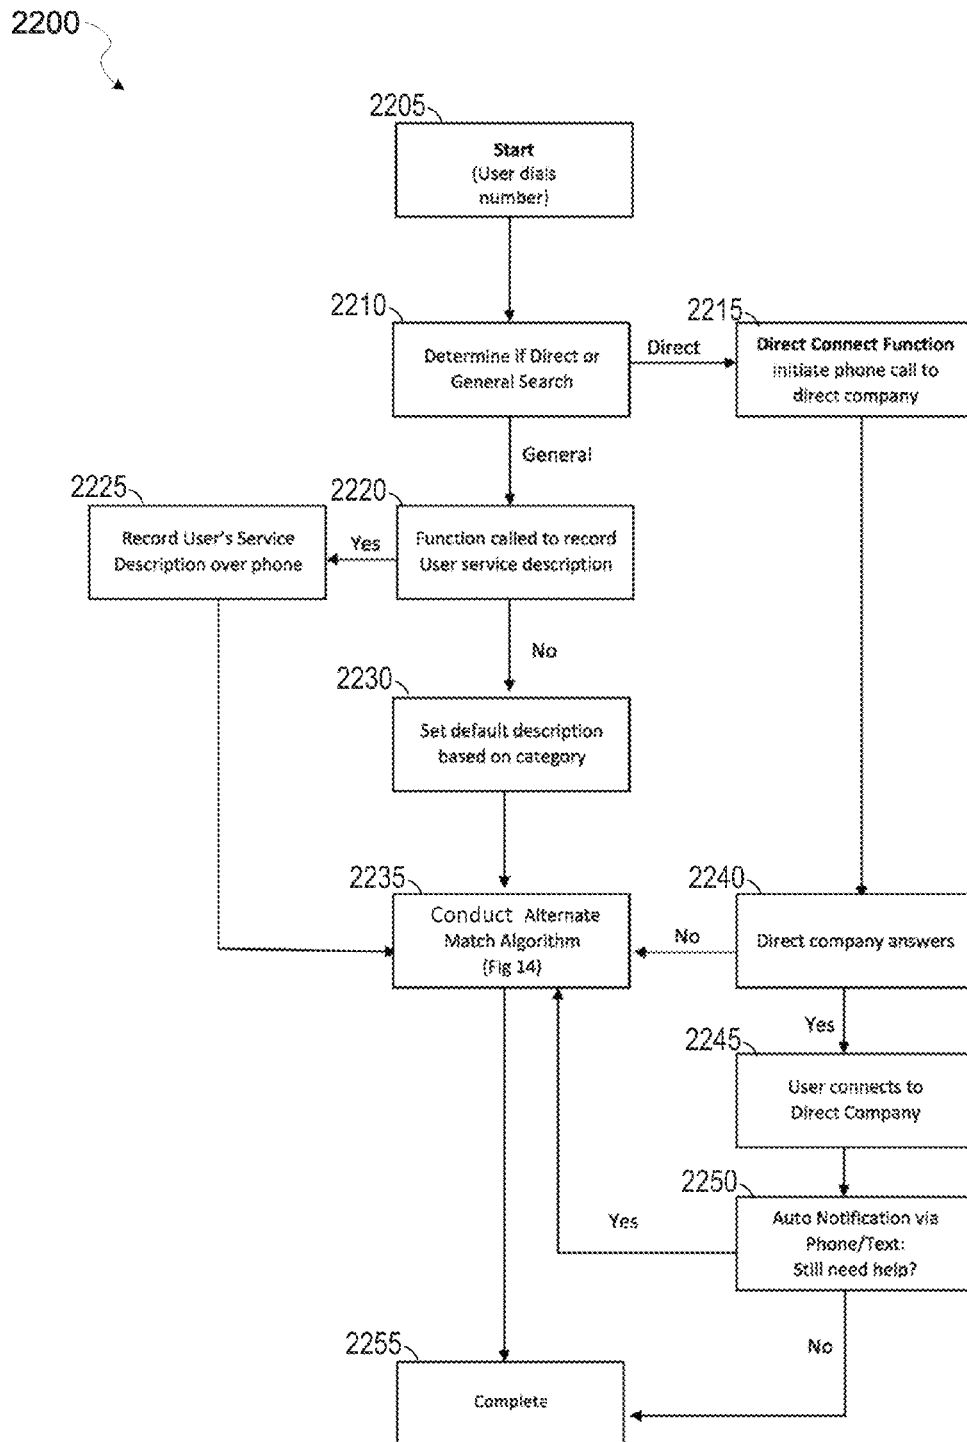 2200
2205
Start
(User dials
number)
2210
Determine if Direct or
General Search
Direct
2215
Direct Connect Function
initiate phone call to
direct company
General
2225
Record User's Service
Description over phone
Yes
2220
Function called to record
User service description
No
2230
Set default description
based on category
2235
Conduct Alternate
Match Algorithm
(Fig 14)
No
2240
Direct company answers
Yes
2245
User connects to
Direct Company
2250
Auto Notification via
Phone/Text:
Still need help?
Yes
No
2255
Complete